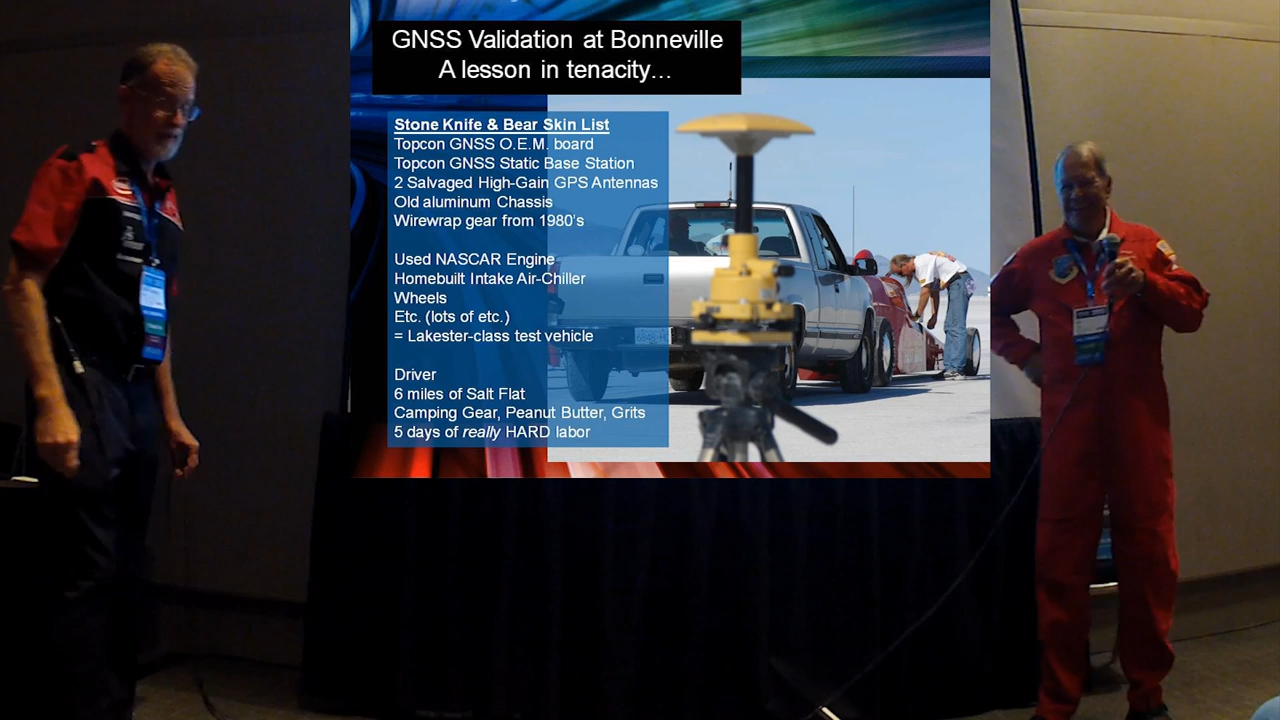 GNSS Validation at Bonneville
A lesson in tenacity...
Stone Knife & Bear Skin List
Topcon GNSS O.E.M. board
Topcon GNSS Static Base Station
2 Salvaged High-Gain GPS Antennas
Old aluminum Chassis
Wirewrap gear from 1980's
Used NASCAR Engine
Homebuilt Intake Air-Chiller
Wheels
Etc. (lots of etc.)
= Lakester-class test vehicle
Driver
6 miles of Salt Flat
Camping Gear, Peanut Butter, Grits
5 days of really HARD labor